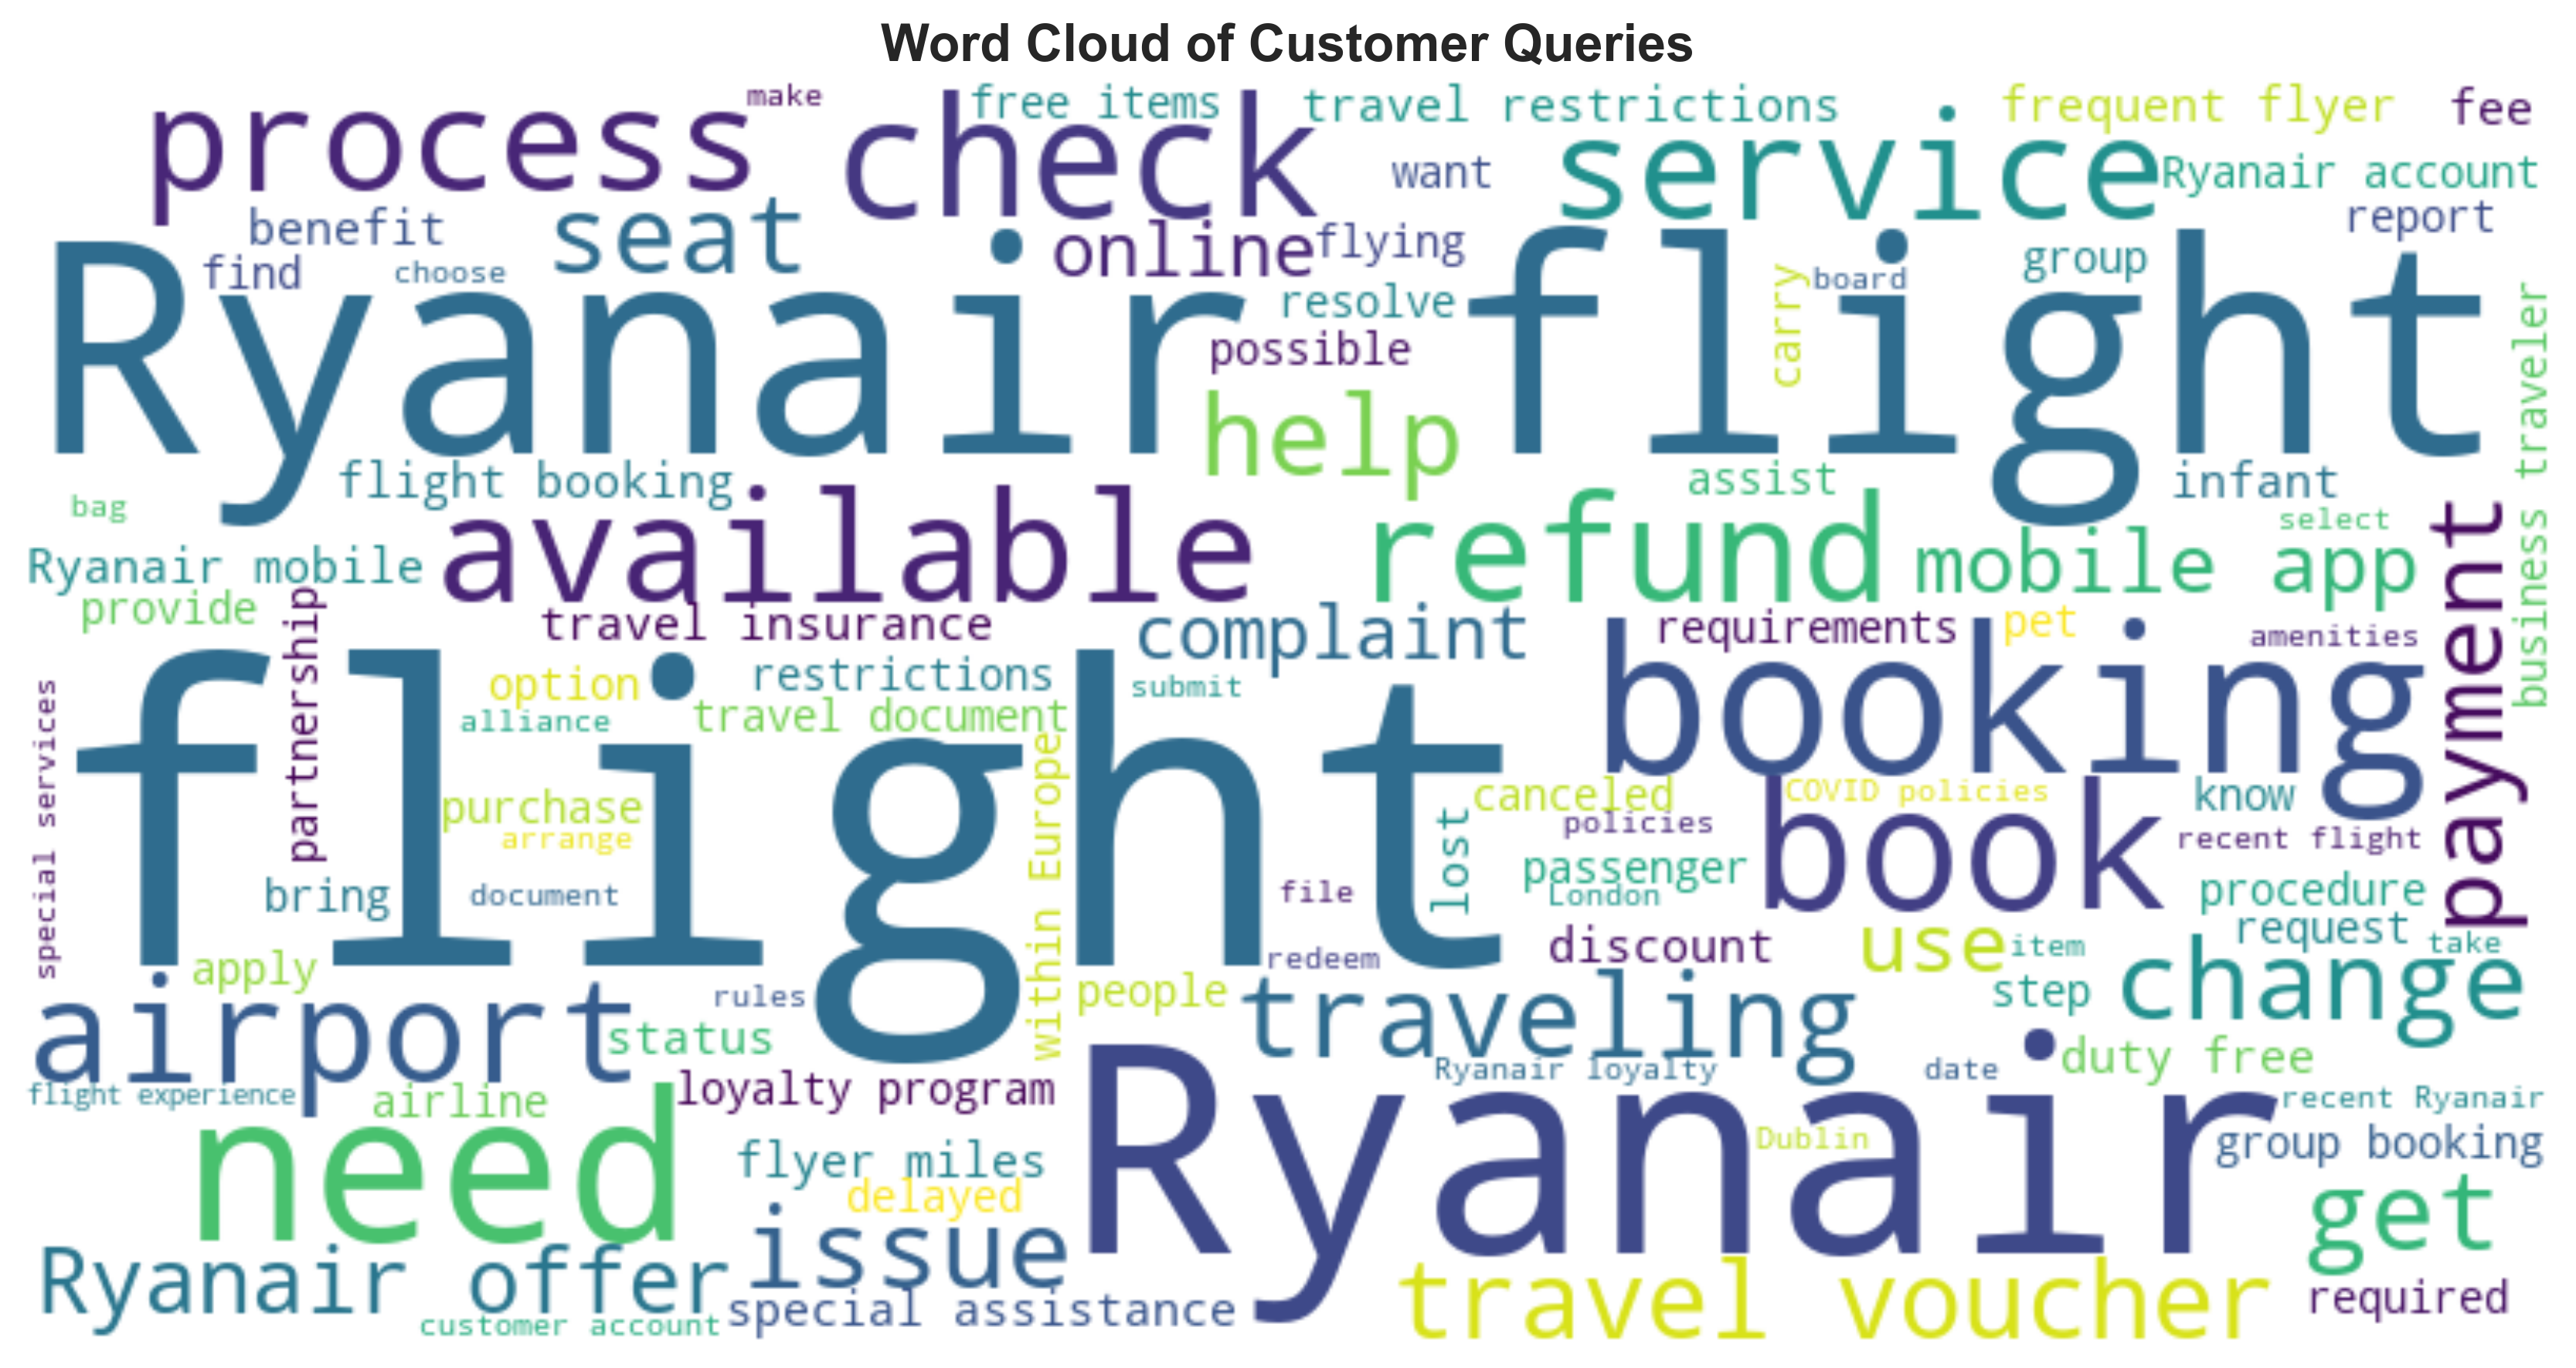 Word Cloud of Customer Queries
process
make
check
free items
travel restrictions
frequent flyer
fee
want
service
Ryanair account
benefit
seat
online
flying
report
find
choose
group
board
carry
resolve
Ryanair
flight
possible
business traveler
help
flight booking
assist
infant
bag
available
refund
select
Ryanair mobile
mobile app
payment
provide
partnership
travel insurance
complaint
requirements
pet
amenities
option
restrictions
submit
booking
alliance
travel document
special services
flight
within Europe
purchase
arrange
canceled
COVID policies
know
policies
book
recent flight
lost
passenger
bring
document
file
London
procedure
request
discount
use
item
take
redeem
apply
rules
people
step
change
airport
status
traveling
duty free
Ryanair loyalty
date
flight experience
airline
loyalty program
recent Ryanair
need
flyer miles
Ryanair
Dublin
group booking
delayed
get
issue
Ryanair offer
travel voucher
special assistance
required
customer account